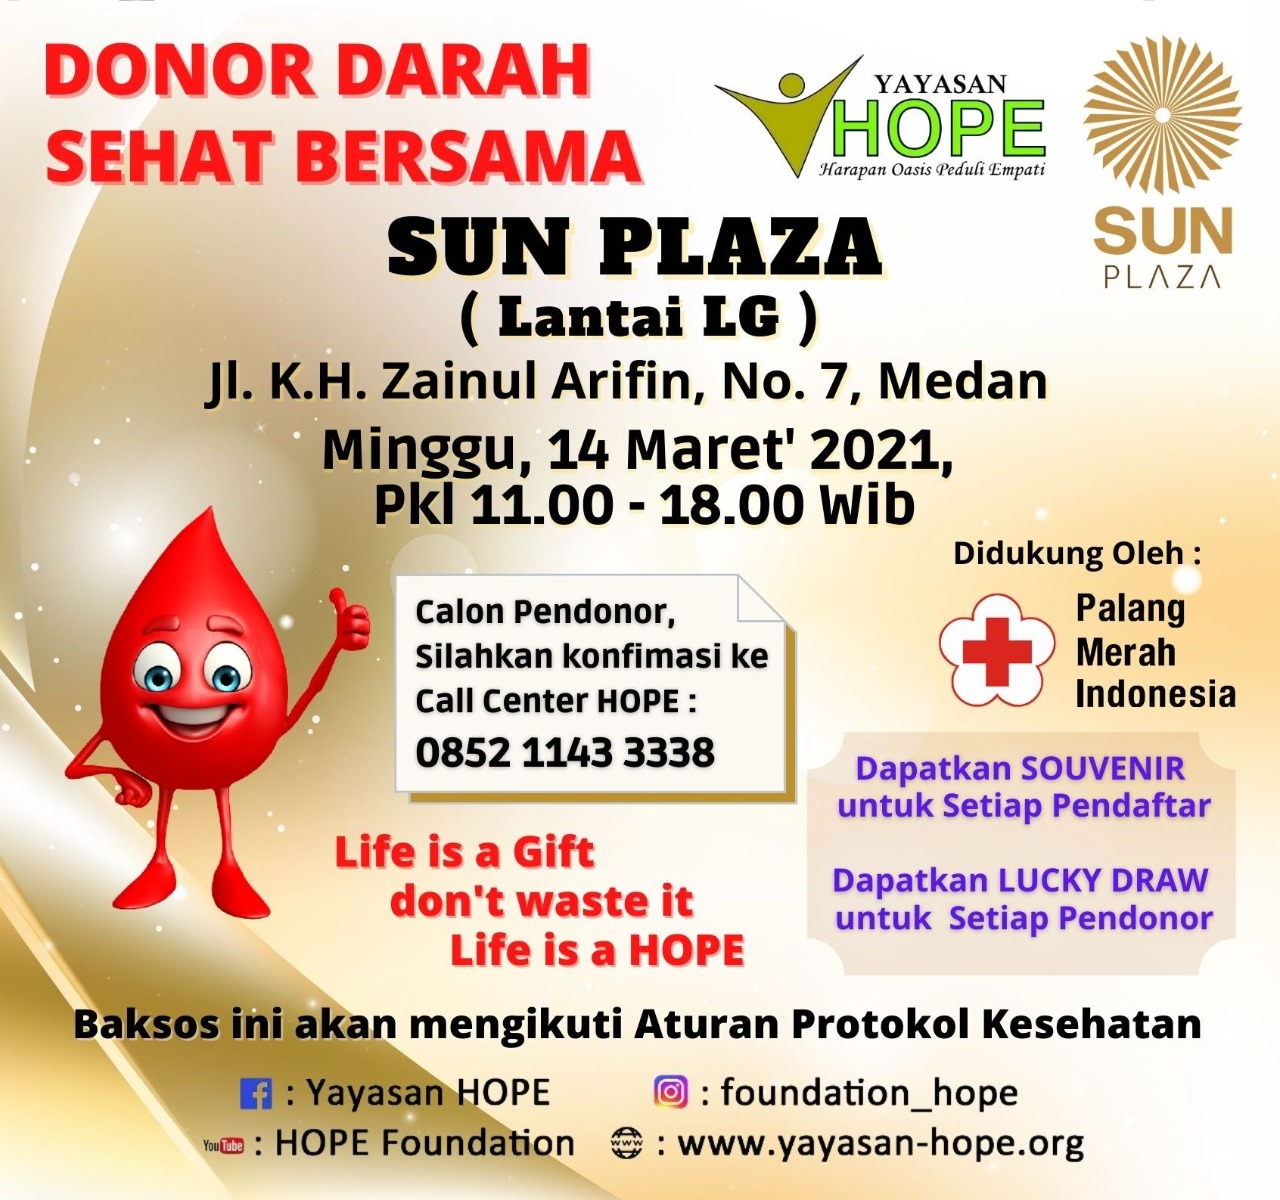 DONOR DARAH
SEHAT BERSAMA
YAYASAN
HOPE
Harapan Oasis Peduli Empati
SUN
PLAZA
SUN PLAZA
( Lantai LG )
Jl. K.H. Zainul Arifin, No. 7, Medan
Minggu, 14 Maret' 2021,
Pkl 11.00 - 18.00 Wib
Didukung Oleh :
Palang
Merah
Indonesia
Calon Pendonor,
Silahkan konfimasi ke
Call Center HOPE :
0852 1143 3338
Dapatkan SOUVENIR
untuk Setiap Pendaftar
Dapatkan LUCKY DRAW
untuk Setiap Pendonor
Life is a Gift
don't waste it
Life is a HOPE
Baksos ini akan mengikuti Aturan Protokol Kesehatan
: Yayasan HOPE
: foundation_hope
YouTube : HOPE Foundation
www : www.yayasan-hope.org